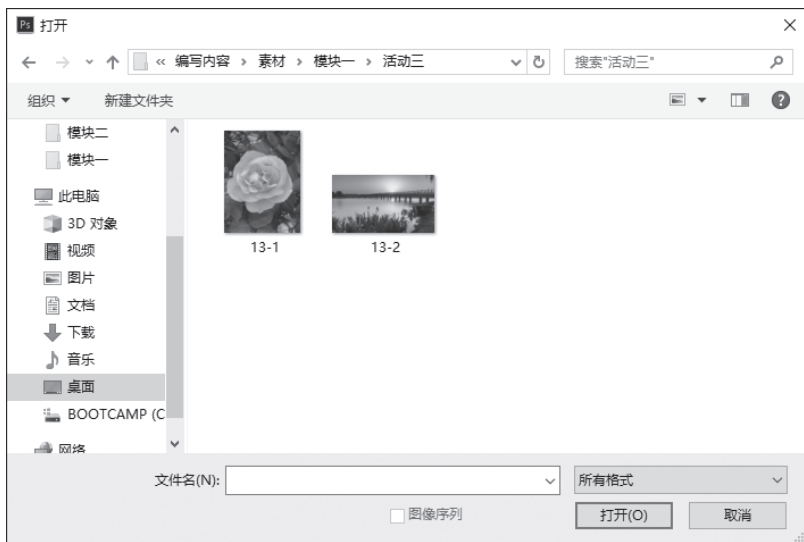 Ps 打开
« 编写内容 › 素材 › 模块一 › 活动三
搜索"活动三"
组织 新建文件夹
模块二
模块一
此电脑
3D 对象
视频
图片
文档
下载
音乐
桌面
BOOTCAMP (C
网络
13-1
13-2
文件名(N):
所有格式
图像序列
打开(O)
取消